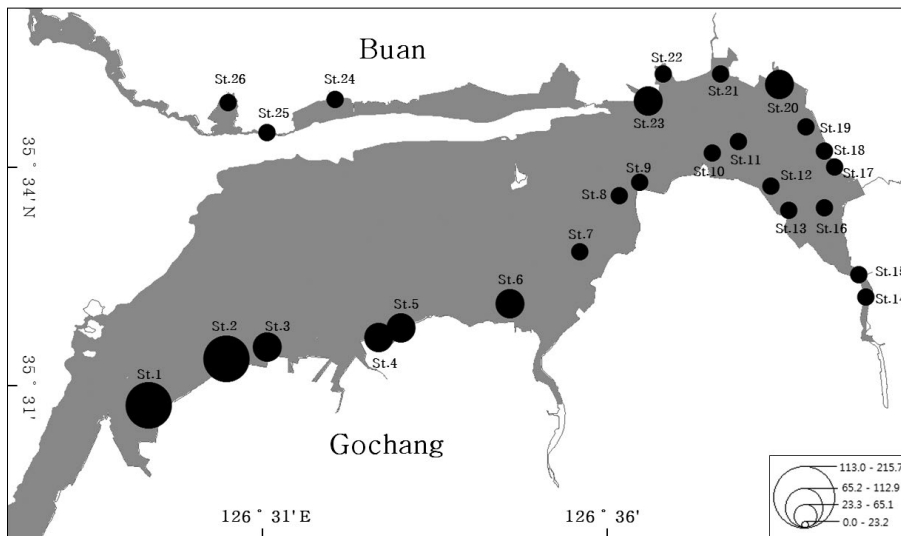 Buan
St.22
St.26
St.24
St.21
St.20
St.25
St.23
St.19
St.11
St.18
St.9
St.10
St.17
35° 34'N
St.12
St.8
St.13
St.16
St.7
St.15
St.6
St.14
St.5
St.2
St.3
St.4
St.1
35° 31'
Gochang
113.0 - 215.7
65.2 - 112.9
23.3 - 65.1
0.0 - 23.2
126° 31'E
126° 36'